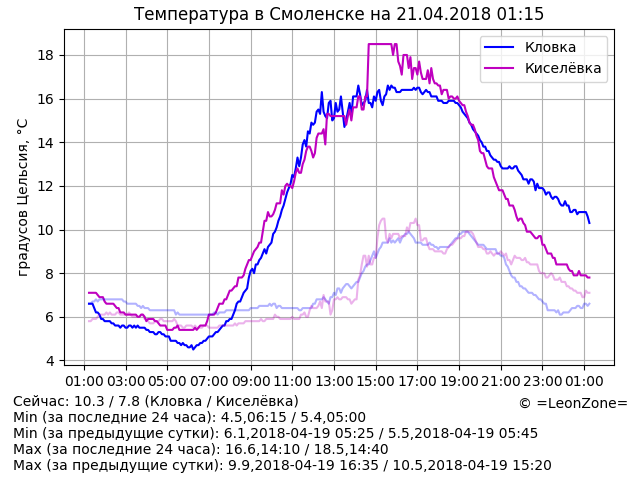 Температура в Смоленске на 21.04.2018 01:15
градусов Цельсия, °C
18
16
14
12
10
8
6
4
Кловка
Киселёвка
01:00 03:00 05:00 07:00 09:00 11:00 13:00 15:00 17:00 19:00 21:00 23:00 01:00
Сейчас: 10.3 / 7.8 (Кловка / Киселёвка)
© =LeonZone=
Min (за последние 24 часа): 4.5,06:15 / 5.4,05:00
Min (за предыдущие сутки): 6.1,2018-04-19 05:25 / 5.5,2018-04-19 05:45
Max (за последние 24 часа): 16.6,14:10 / 18.5,14:40
Max (за предыдущие сутки): 9.9,2018-04-19 16:35 / 10.5,2018-04-19 15:20